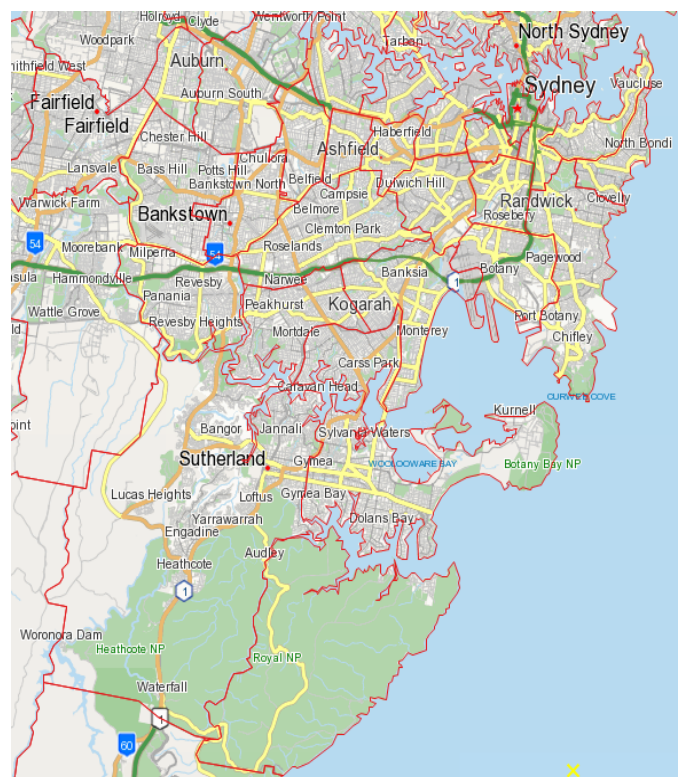 Holroyd
Clyde
Wentworth Point
North Sydney
Woodpark
Tarban
Auburn
Smithfield West
Sydney
Vaucluse
Auburn South
Fairfield
Fairfield
Haberfield
Chester Hill
North Bondi
Ashfield
Chullora
Lansvale
Bass Hill
Potts Hill
Bankstown North
Belfield
Dulwich Hill
Campsie
Clovelly
Warwick Farm
Randwick
Bankstown
Belmore
Rosebery
Clemton Park
54
Moorebank
Milperra
54
Roselands
Pagewood
Hammondville
Revesby
Narwee
Banksia
Botany
1
Panania
Peakhurst
Kogarah
Wattle Grove
Revesby Heights
Mortdale
Monterey
Port Botany
Chifley
Carss Park
Caravan Head
CURWEN COVE
Kurnell
Bangor
Jannali
Sylvania Waters
Sutherland
Gymea
WOOLOOWARE BAY
Botany Bay NP
Lucas Heights
Loftus
Gymea Bay
Yarrawarrah
Dolans Bay
Engadine
Audley
Heathcote
1
Woronora Dam
Heathcote NP
Royal NP
Waterfall
1
60